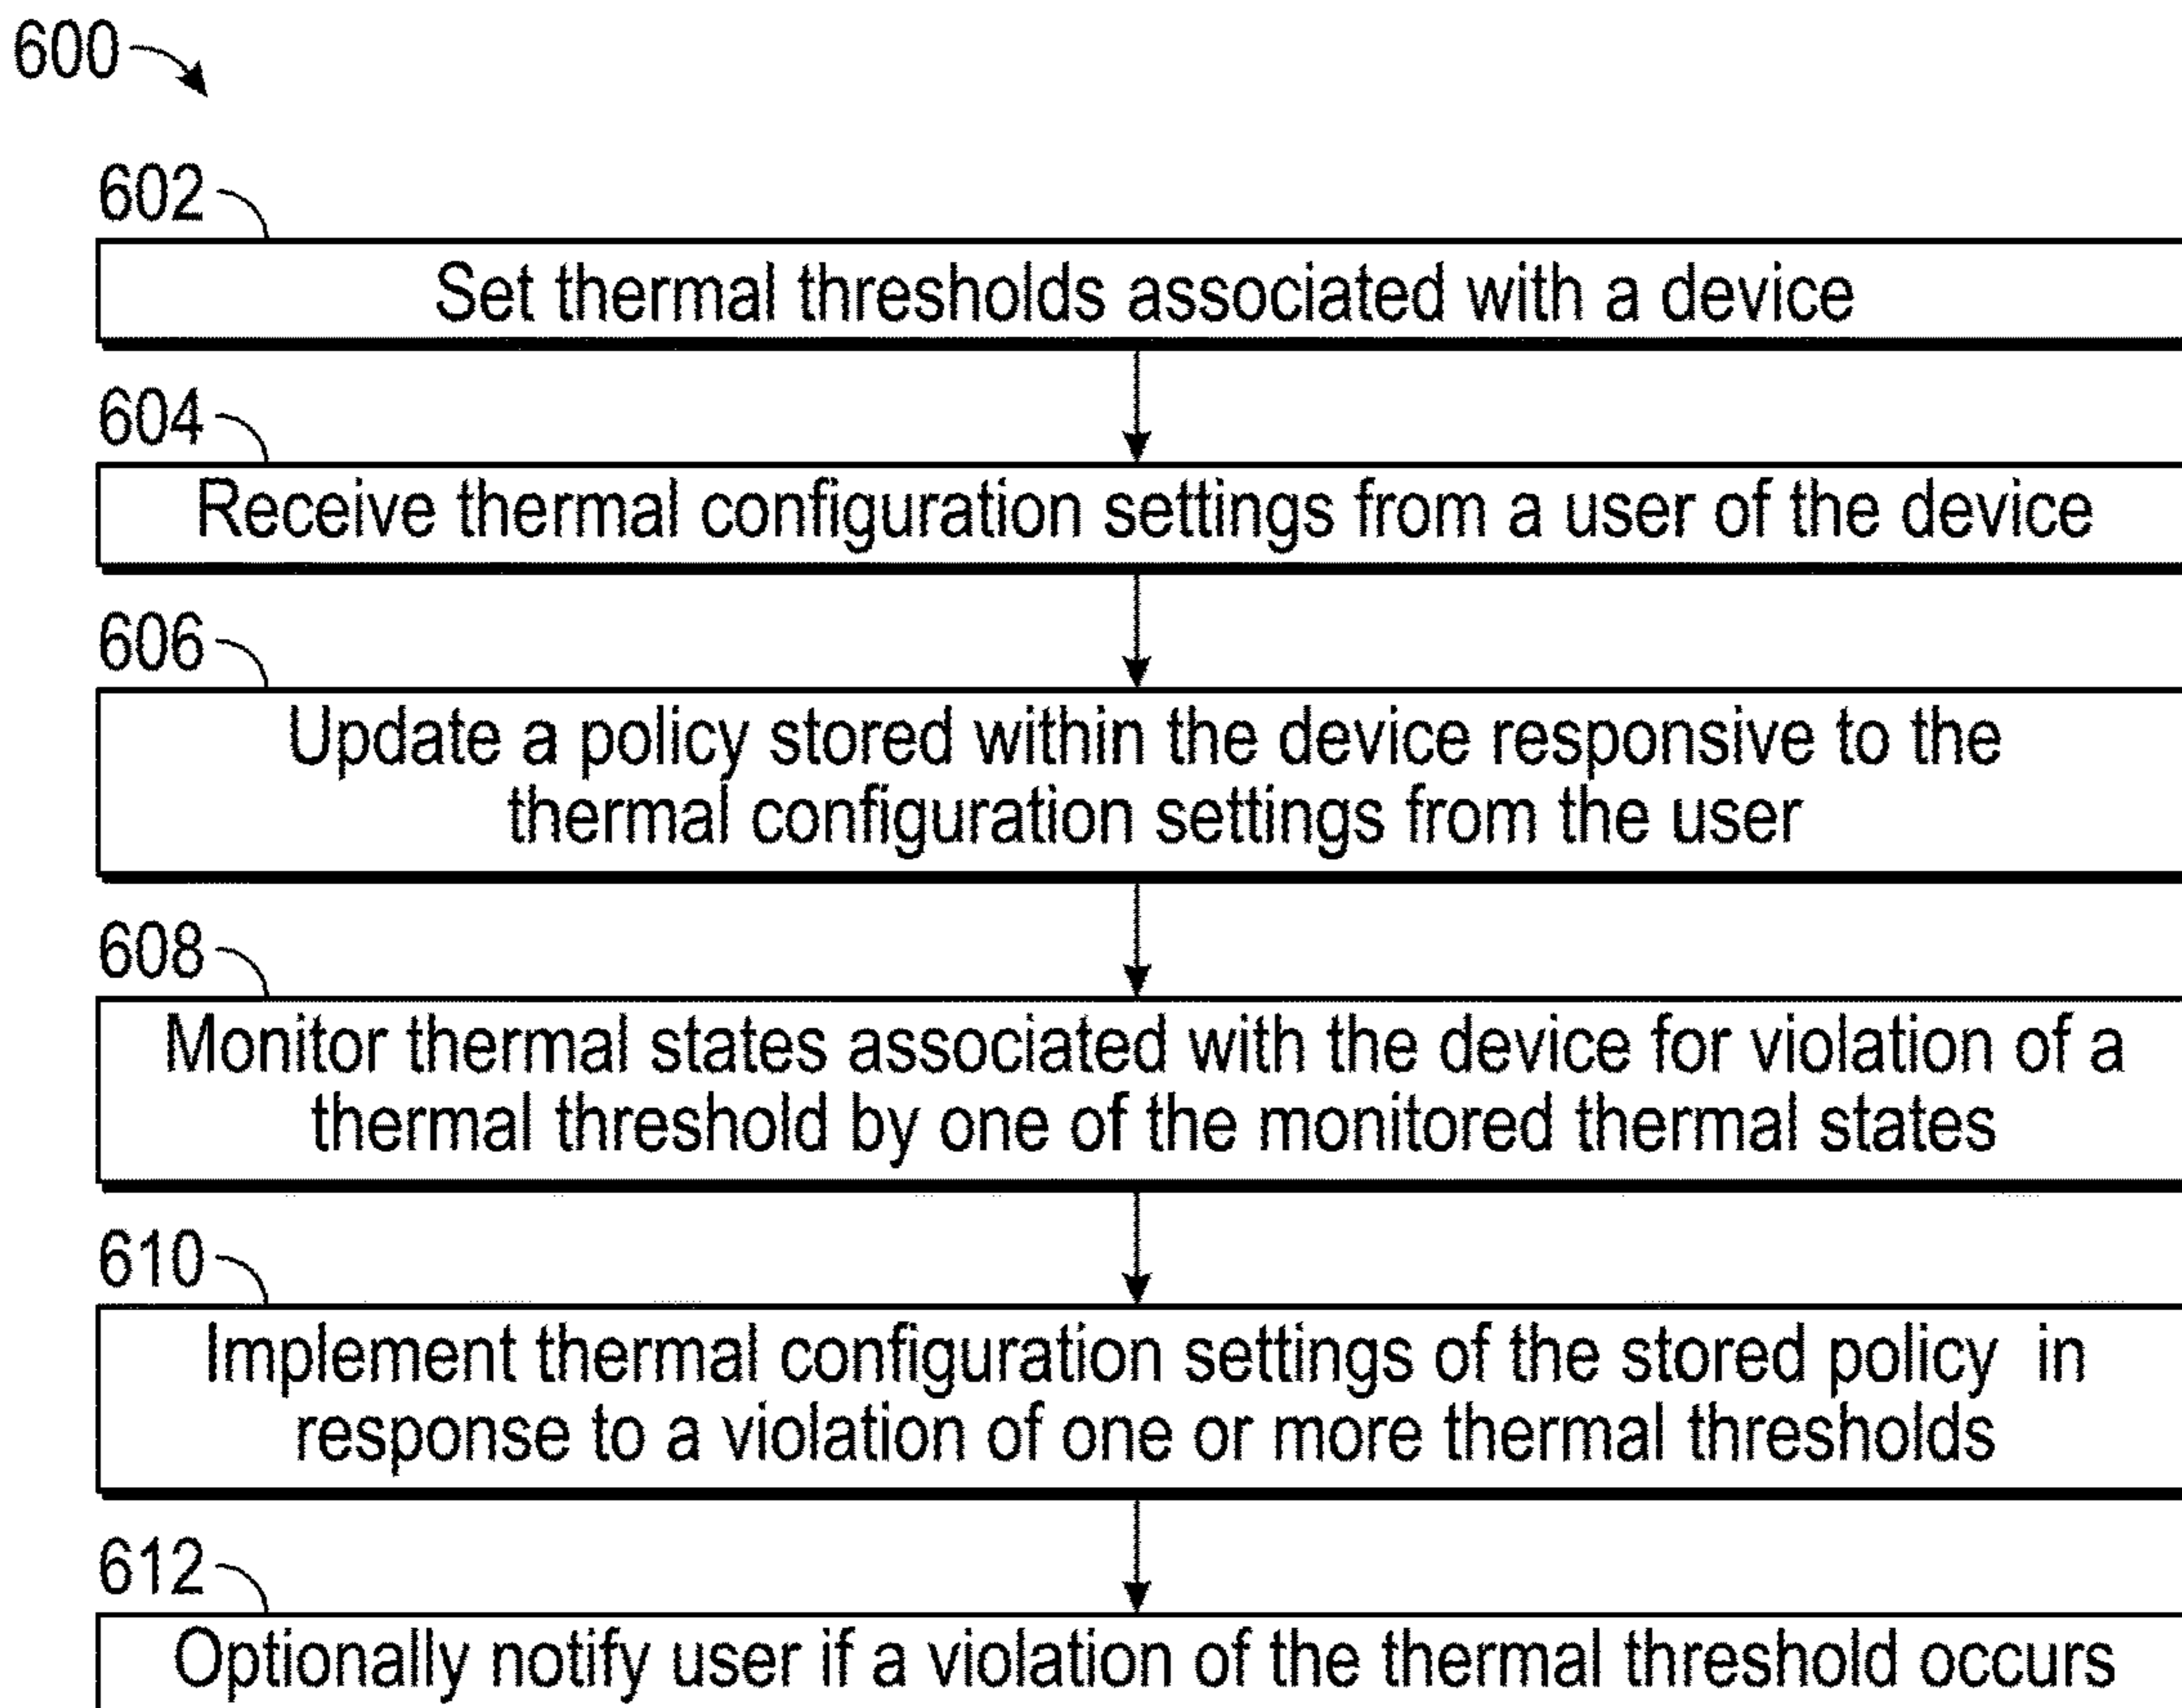 600
602
Set thermal thresholds associated with a device
604
Receive thermal configuration settings from a user of the device
606
Update a policy stored within the device responsive to the
thermal configuration settings from the user
608
Monitor thermal states associated with the device for violation of a
thermal threshold by one of the monitored thermal states
610
Implement thermal configuration settings of the stored policy in
response to a violation of one or more thermal thresholds
612
Optionally notify user if a violation of the thermal threshold occurs